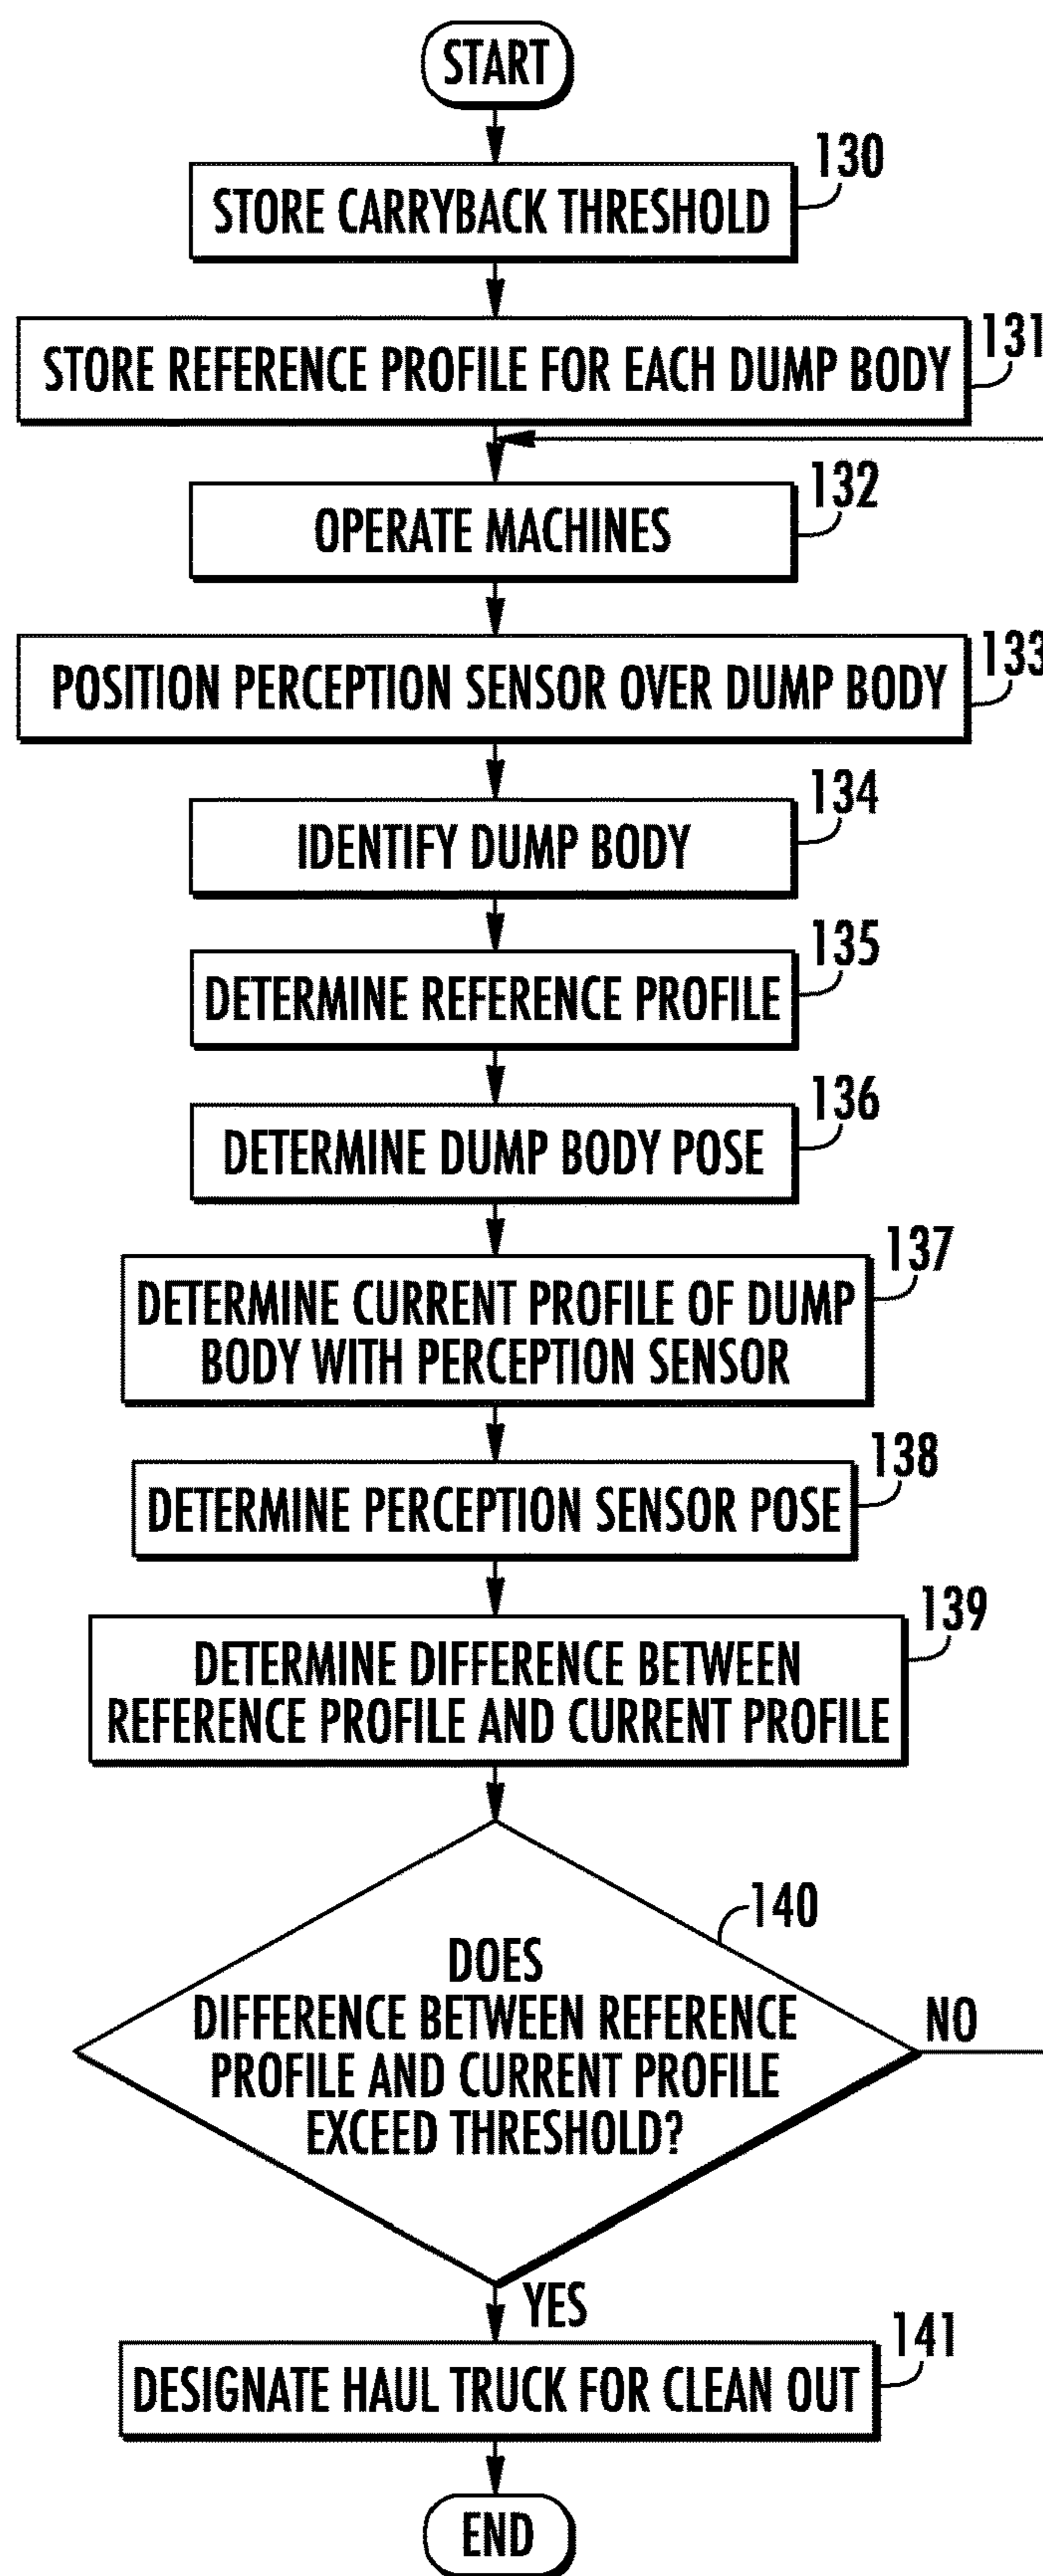 START
130
STORE CARRYBACK THRESHOLD
131
STORE REFERENCE PROFILE FOR EACH DUMP BODY
132
OPERATE MACHINES
133
POSITION PERCEPTION SENSOR OVER DUMP BODY
134
IDENTIFY DUMP BODY
135
DETERMINE REFERENCE PROFILE
136
DETERMINE DUMP BODY POSE
137
DETERMINE CURRENT PROFILE OF DUMP
BODY WITH PERCEPTION SENSOR
138
DETERMINE PERCEPTION SENSOR POSE
139
DETERMINE DIFFERENCE BETWEEN
REFERENCE PROFILE AND CURRENT PROFILE
140
DOES
DIFFERENCE BETWEEN REFERENCE
PROFILE AND CURRENT PROFILE
EXCEED THRESHOLD?
NO
YES
141
DESIGNATE HAUL TRUCK FOR CLEAN OUT
END